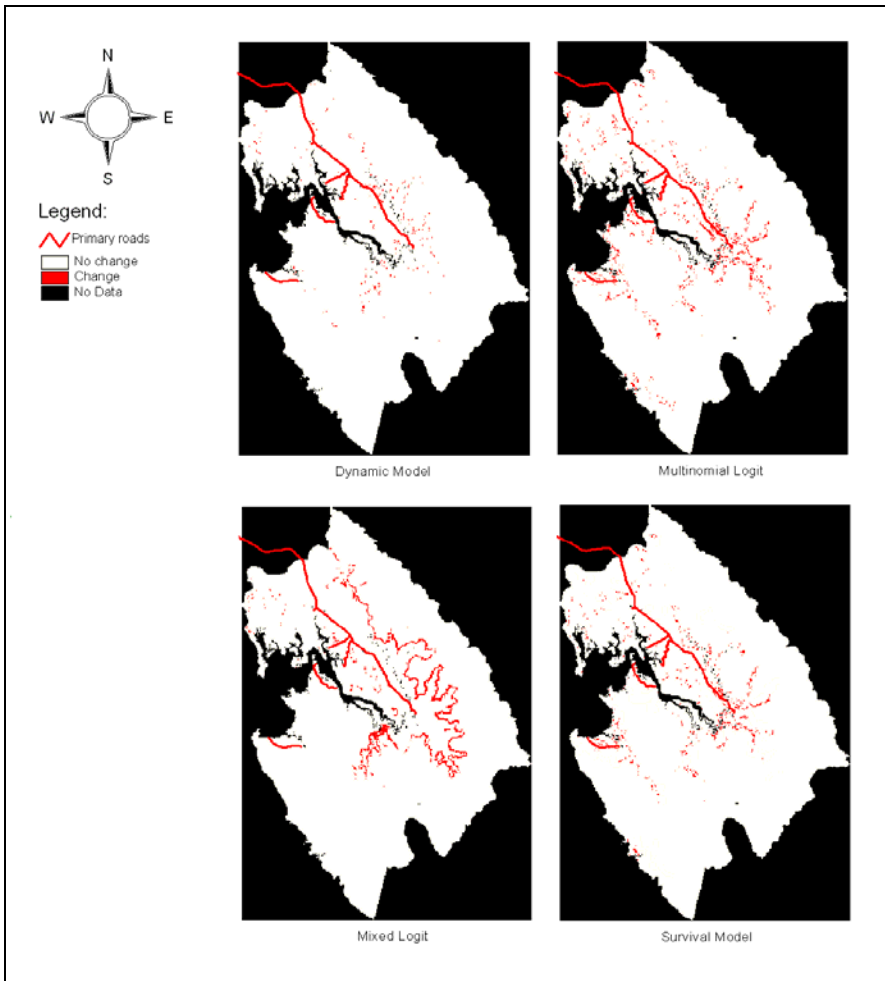 N
W E
S
Legend:
Primary roads
No change
Change
No Data
Dynamic Model
Multinomial Logit
Mixed Logit
Survival Model